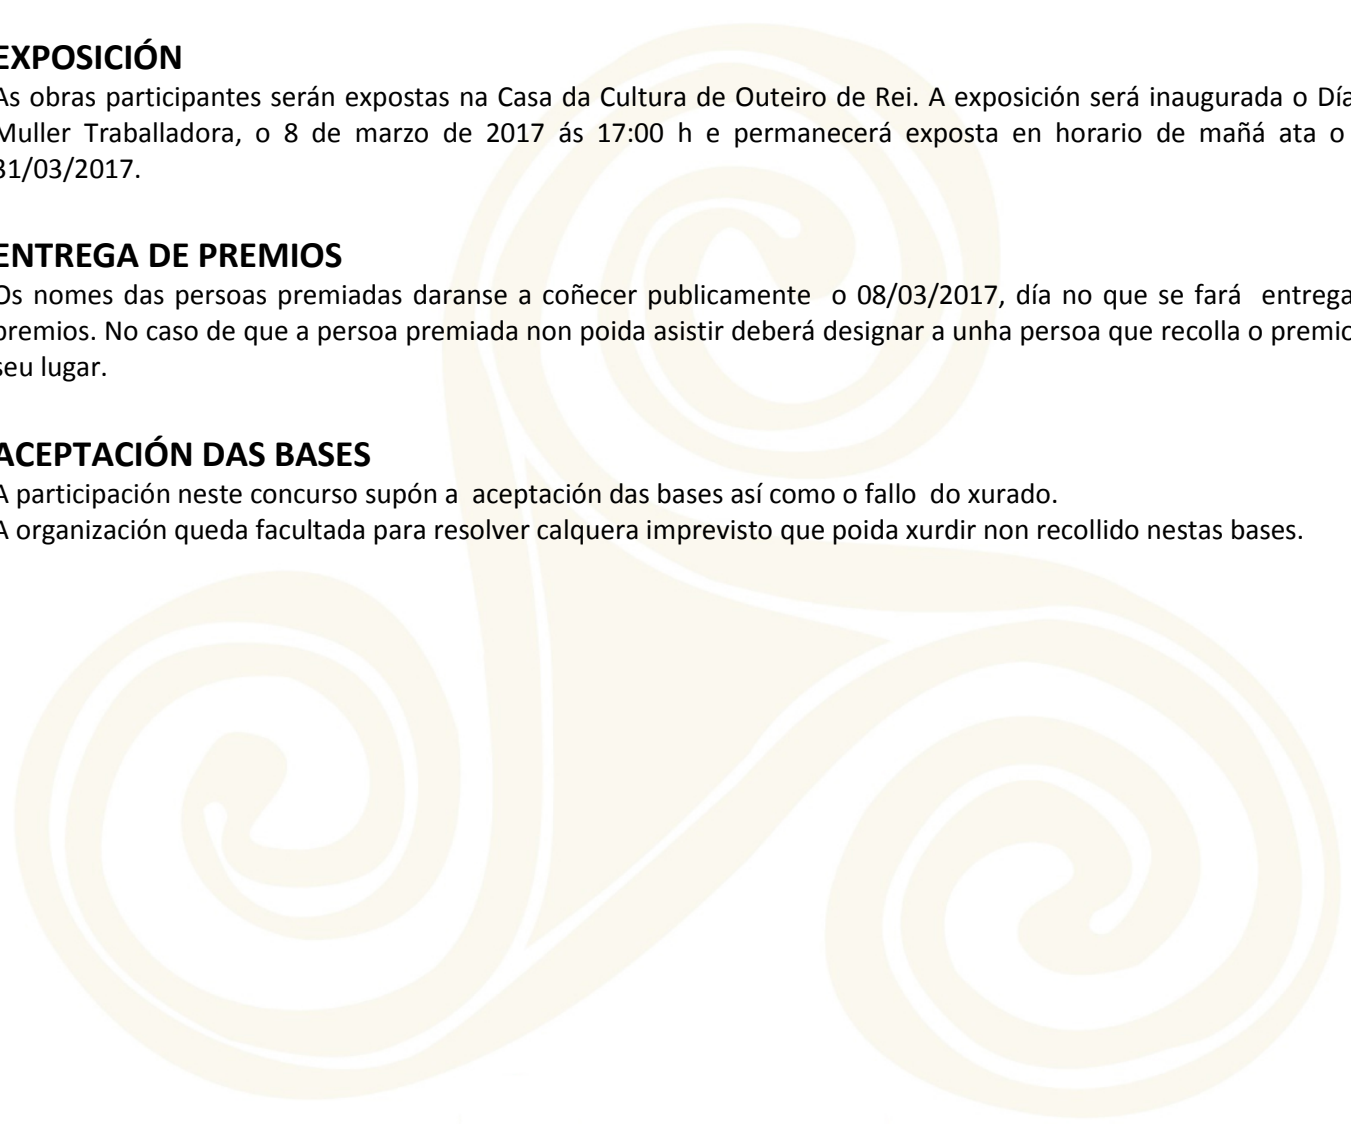 EXPOSICIÓN
As obras participantes serán expostas na Casa da Cultura de Outeiro de Rei. A exposición será inaugurada o Día
Muller Traballadora, o 8 de marzo de 2017 ás 17:00 h e permanecerá exposta en horario de mañá ata o
31/03/2017.
ENTREGA DE PREMIOS
Os nomes das persoas premiadas daranse a coñecer publicamente o 08/03/2017, día no que se fará entrega
premios. No caso de que a persoa premiada non poida asistir deberá designar a unha persoa que recolla o premio
seu lugar.
ACEPTACIÓN DAS BASES
A participación neste concurso supón a aceptación das bases así como o fallo do xurado.
A organización queda facultada para resolver calquera imprevisto que poida xurdir non recollido nestas bases.